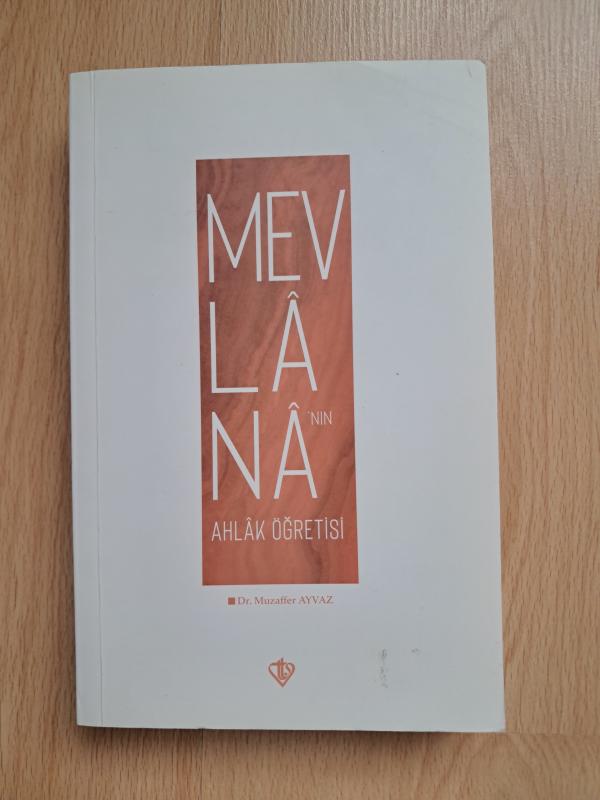 MEV
LÂ
NÂ'NIN
AHLÂK ÖĞRETİSİ
Dr. Muzaffer AYVAZ